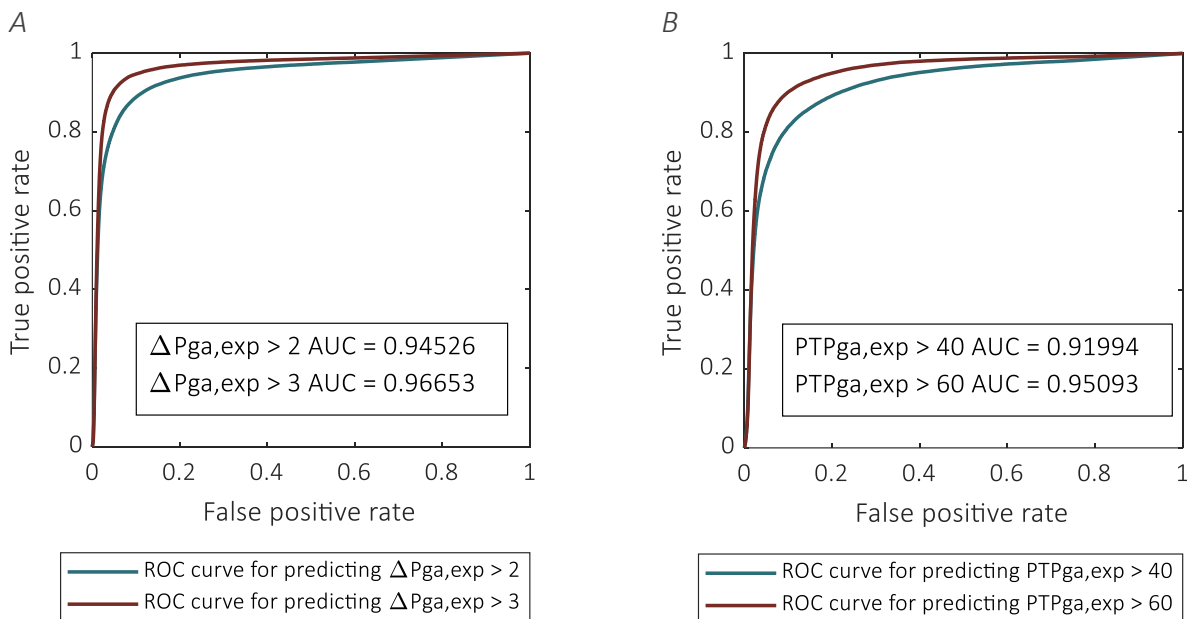 A
1
0.8
0.6
0.4
0.2
0
True positive rate
Δ Pga,exp > 2 AUC = 0.94526
Δ Pga,exp > 3 AUC = 0.96653
0 0.2 0.4 0.6 0.8 1
False positive rate
ROC curve for predicting Δ Pga,exp > 2
ROC curve for predicting Δ Pga,exp > 3
B
1
0.8
0.6
0.4
0.2
0
True positive rate
PTPga,exp > 40 AUC = 0.91994
PTPga,exp > 60 AUC = 0.95093
0 0.2 0.4 0.6 0.8 1
False positive rate
ROC curve for predicting PTPga,exp > 40
ROC curve for predicting PTPga,exp > 60